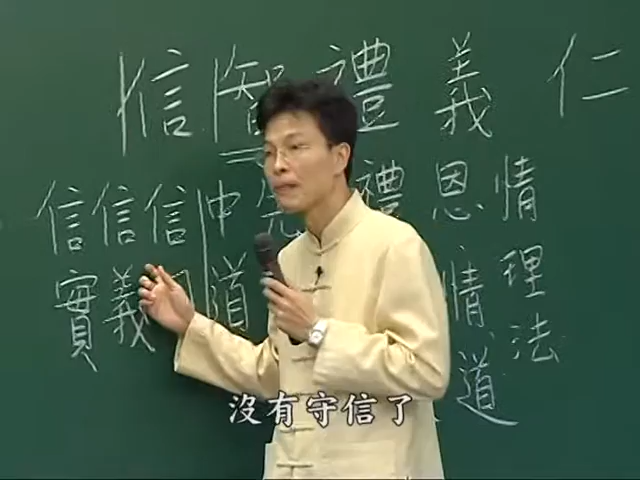 仁
情理法
義
恩情道
禮
禮
智
先
中道
信
信
信義
信實
沒有守信了